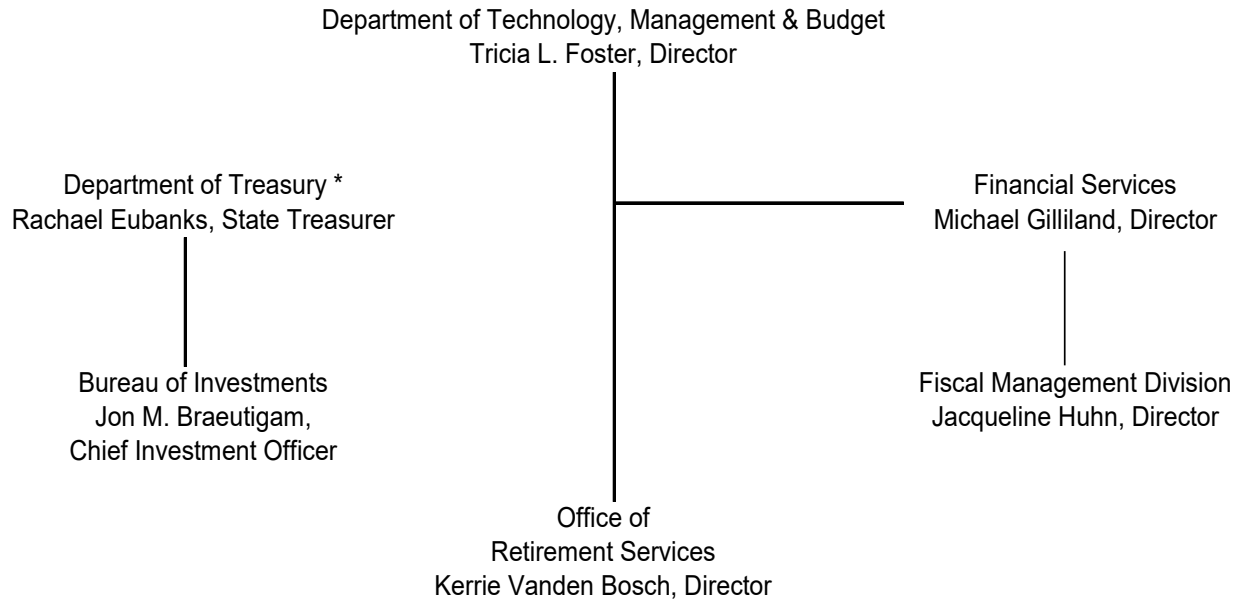 Department of Technology, Management & Budget
Tricia L. Foster, Director
Department of Treasury *
Rachael Eubanks, State Treasurer
Financial Services
Michael Gilliland, Director
Bureau of Investments
Jon M. Braeutigam,
Chief Investment Officer
Fiscal Management Division
Jacqueline Huhn, Director
Office of
Retirement Services
Kerrie Vanden Bosch, Director